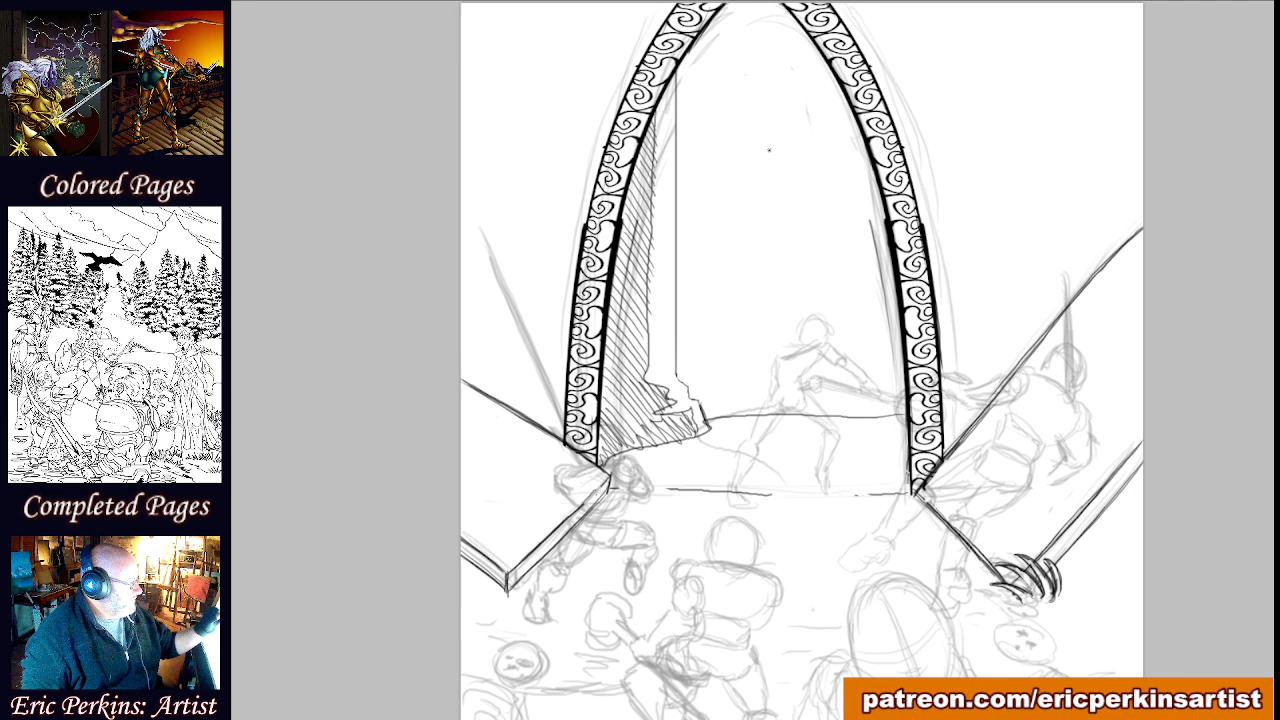 Colored Pages
Completed Pages
Eric Perkins: Artist
patreon.com/ericperkinsartist